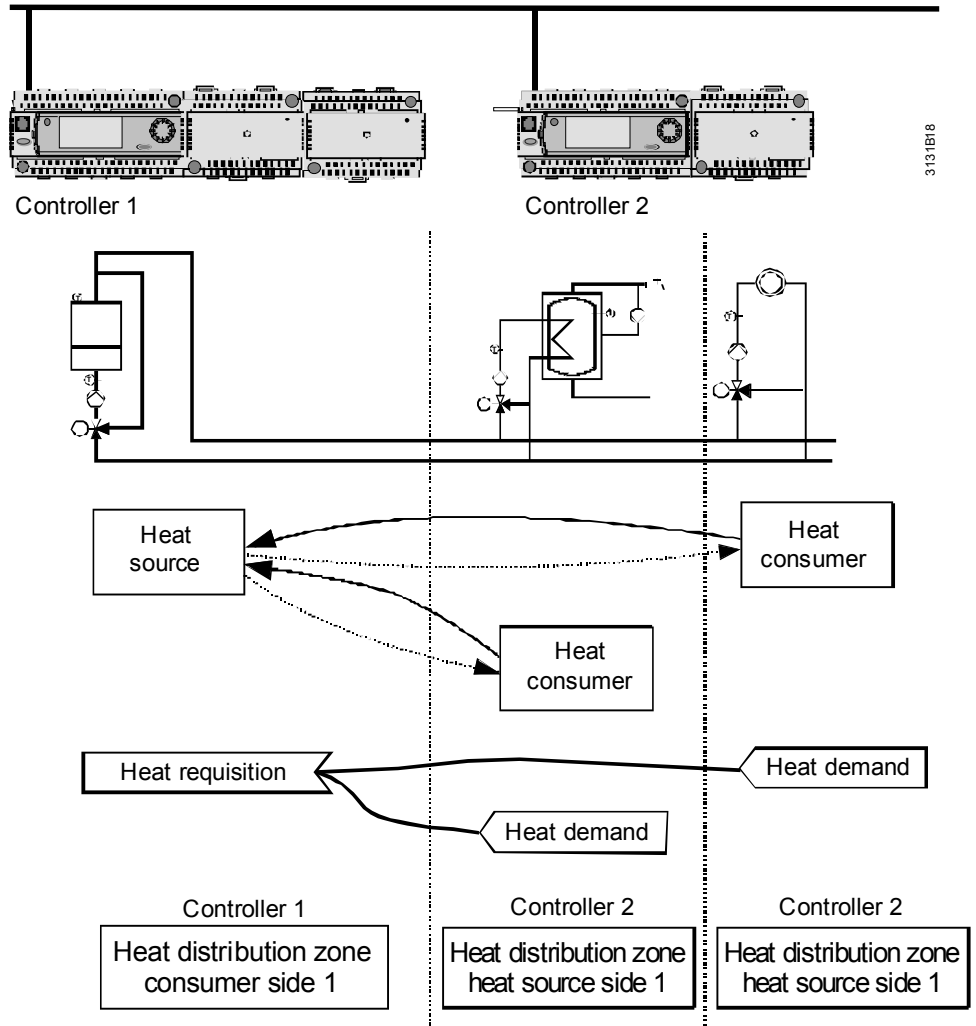 3131B18
Controller 1
Controller 2
T
T
T
T
Heat
source
Heat
consumer
Heat
consumer
Heat requisition
Heat demand
Heat demand
Controller 1
Heat distribution zone
consumer side 1
Controller 2
Heat distribution zone
heat source side 1
Controller 2
Heat distribution zone
heat source side 1